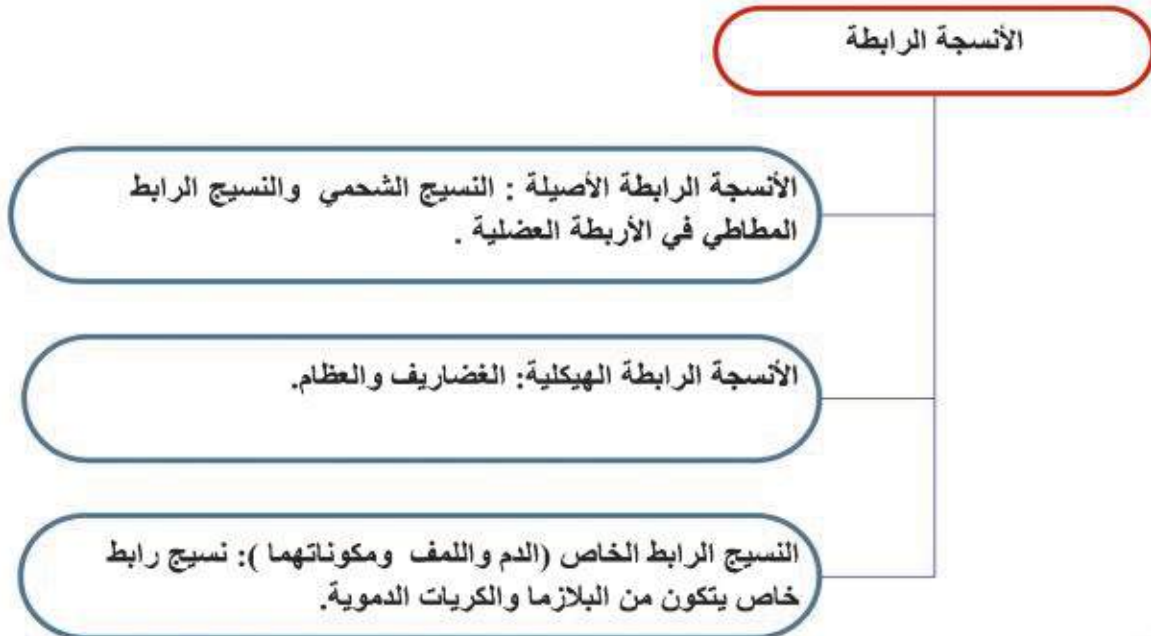 الأنسجة الرابطة
الأنسجة الرابطة الأصيلة : النسيج الشحمي والنسيج الرابط
المطاطي في الأربطة العضلية .
الأنسجة الرابطة الهيكلية: الغضاريف والعظام.
النسيج الرابط الخاص (الدم واللمف ومكوناتهما ): نسيج رابط
خاص يتكون من البلازما والكريات الدموية.